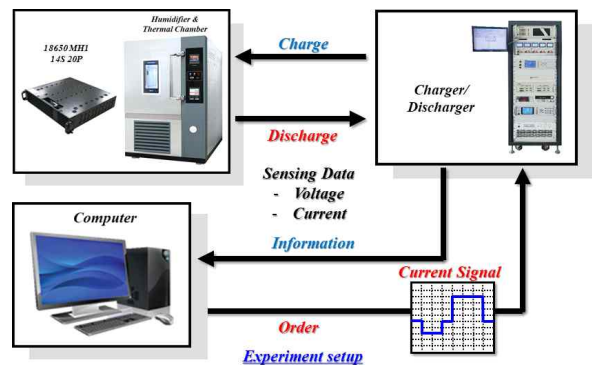 Humidifier &
Thermal Chamber
18650 MH1
14S 20P
Charge
Charger/
Discharger
Discharge
Sensing Data
- Voltage
- Current
Computer
Information
Current Signal
Order
Experiment setup